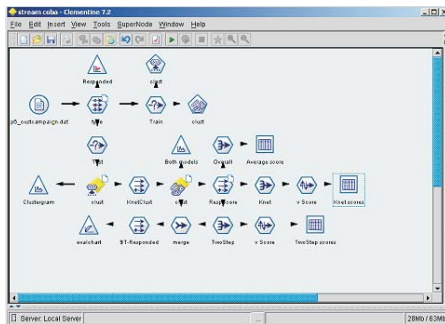 stream coba - Clementine 7.2
File Edit Insert View Tools SuperNode Window Help
Responded clust
type Train clust
Test Both models Overall Average score
Clustergram clust KnetClust clust RespScore Knet v Score Knet scores
evalchart $T-Responded merge TwoStep v Score TwoStep scores
Server: Local Server ... 28Mb / 63Mb